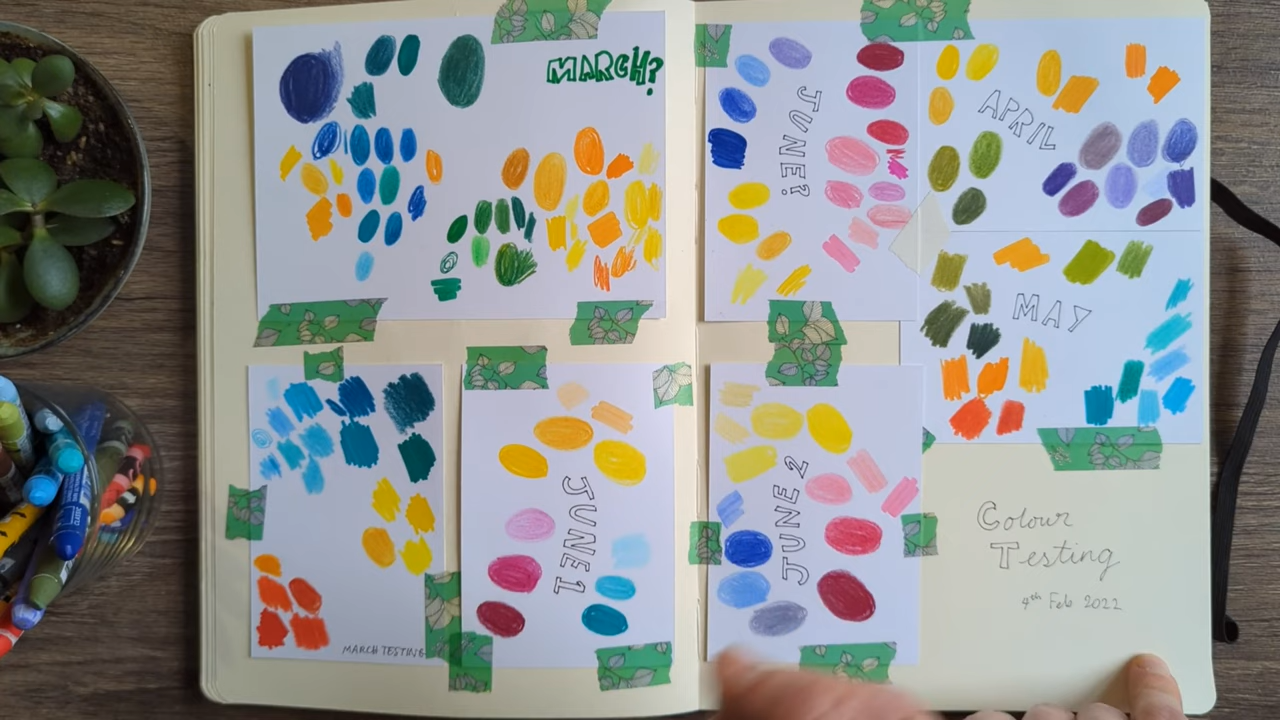 MARCH?
MARCH TESTING
JUNE 1
JUNE?
APRIL
MAY
JUNE 2
Colour
Testing
4th Feb 2022